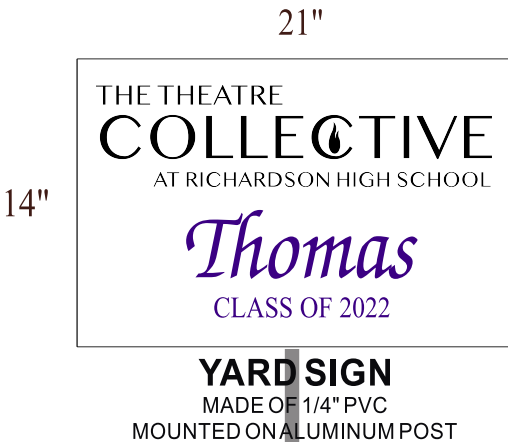 21"
THE THEATRE
COLLECTIVE
AT RICHARDSON HIGH SCHOOL
14"
Thomas
CLASS OF 2022
YARD SIGN
MADE OF 1/4" PVC
MOUNTED ON ALUMINUM POST